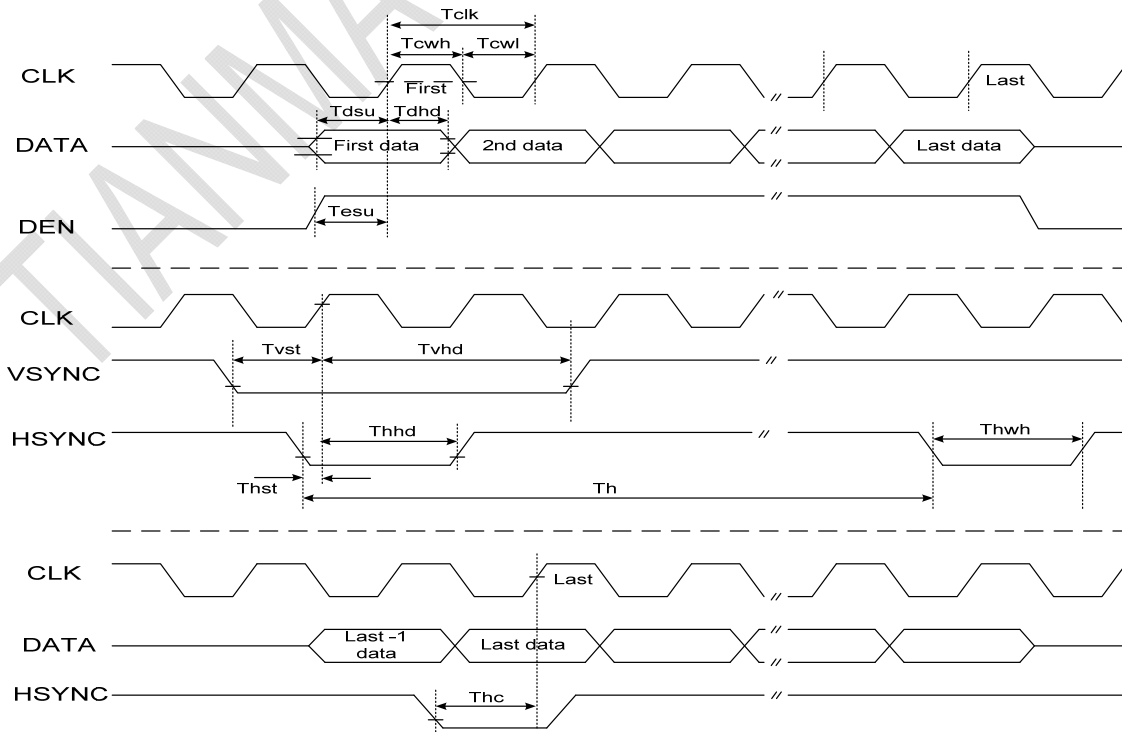 TIANMA
Tclk
Tcwh Tcwl
CLK First Last
Tdsu Tdhd
DATA First data 2nd data Last data
DEN Tesu
CLK
VSYNC Tvst Tvhd
HSYNC Thhd Thwh
Thst Th
CLK Last
DATA Last -1 data Last data
HSYNC Thc